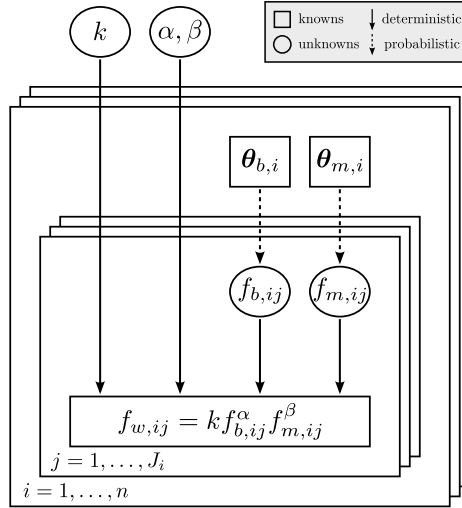 k
α, β
knowns
deterministic
unknowns
probabilistic
θ_{b,i}
θ_{m,i}
f_{b,ij}
f_{m,ij}
f_{w,ij} = k f_{b,ij}^{α} f_{m,ij}^{β}
j = 1, . . . , J_i
i = 1, . . . , n